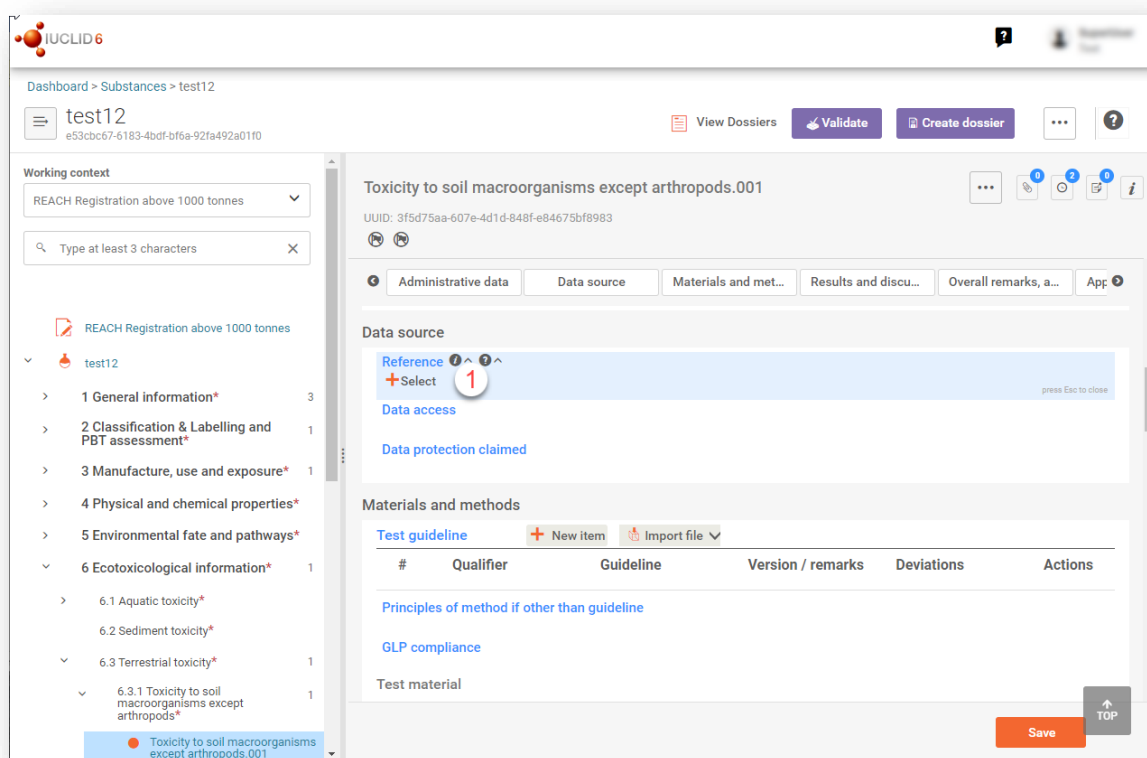 IUCLID 6
?
Dashboard > Substances > test12
test12
e53cbc67-6183-4bdf-bf6a-92fa492a01f0
View Dossiers
Validate
Create dossier
...
?
Working context
REACH Registration above 1000 tonnes
Type at least 3 characters
REACH Registration above 1000 tonnes
test12
1 General information* 3
2 Classification & Labelling and
PBT assessment* 1
3 Manufacture, use and exposure* 1
4 Physical and chemical properties*
5 Environmental fate and pathways*
6 Ecotoxicological information* 1
6.1 Aquatic toxicity*
6.2 Sediment toxicity*
6.3 Terrestrial toxicity* 1
6.3.1 Toxicity to soil
macroorganisms except
arthropods* 1
Toxicity to soil macroorganisms
except arthropods.001
Toxicity to soil macroorganisms except arthropods.001
... 0 2 0 i
UUID: 3f5d75aa-607e-4d1d-848f-e84675bf8983
Administrative data
Data source
Materials and met...
Results and discu...
Overall remarks, a...
App
Data source
Reference i ?
+ Select
1
press Esc to close
Data access
Data protection claimed
Materials and methods
Test guideline + New item Import file
# Qualifier Guideline Version / remarks Deviations Actions
Principles of method if other than guideline
GLP compliance
Test material
TOP
Save